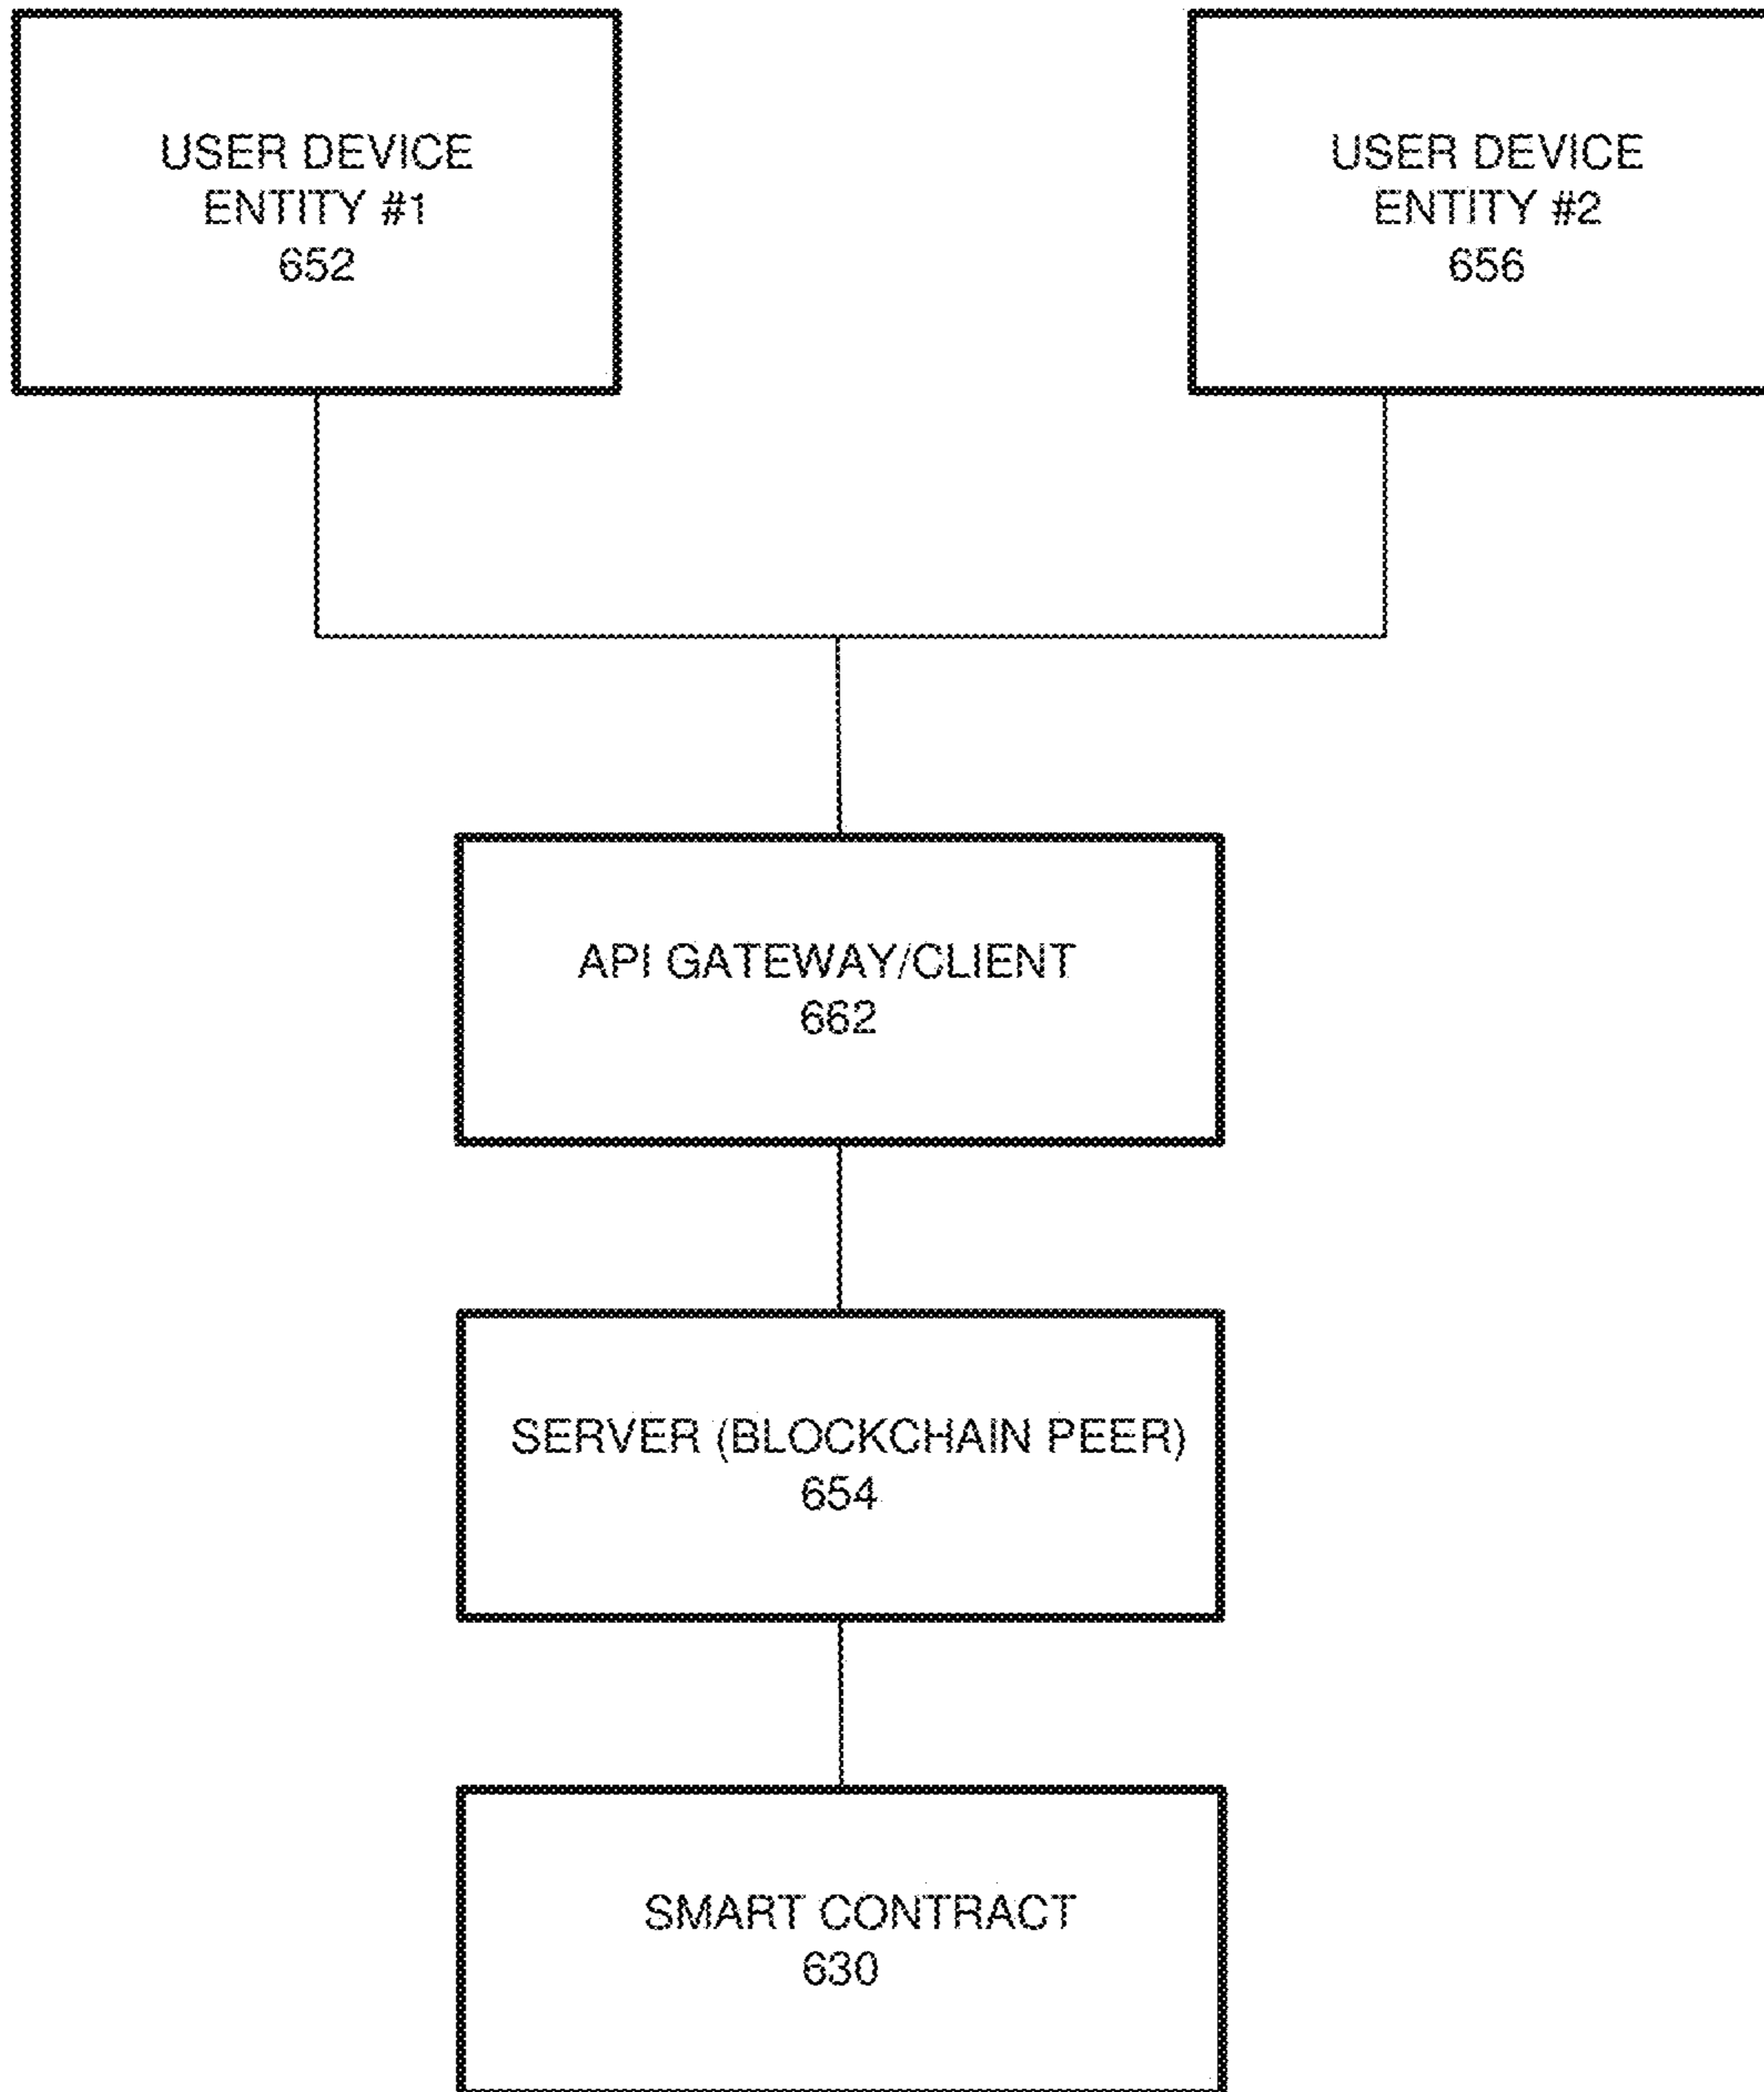 USER DEVICE
ENTITY #1
652
USER DEVICE
ENTITY #2
656
API GATEWAY/CLIENT
662
SERVER (BLOCKCHAIN PEER)
654
SMART CONTRACT
630